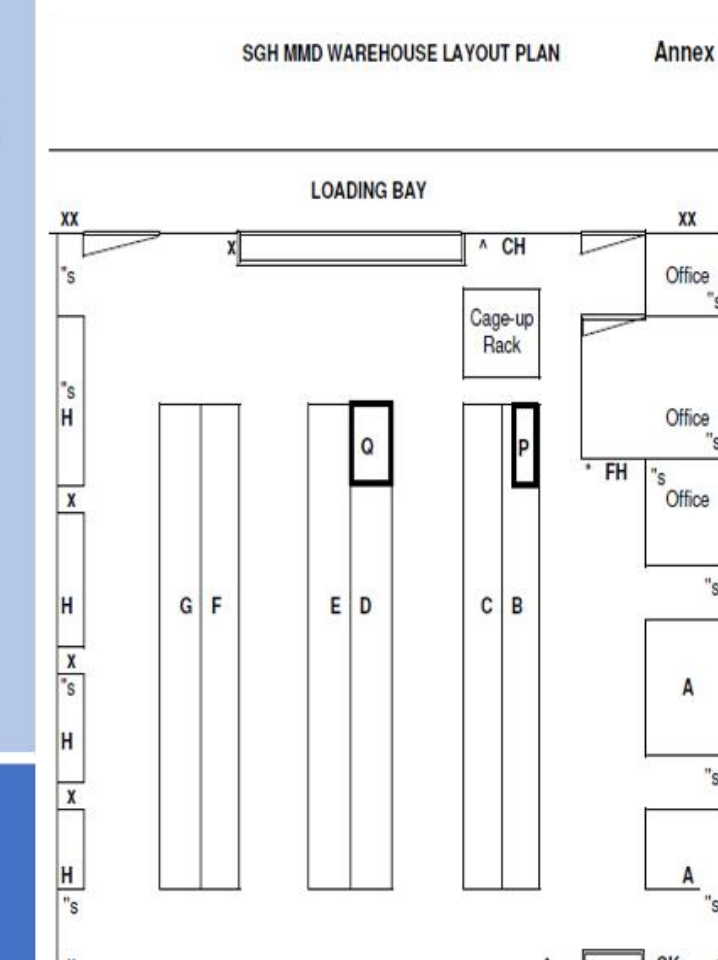 SGH MMD WAREHOUSE LAYOUT PLAN Annex
LOADING BAY
XX XX
X ^ CH
"s Office
"s
Cage-up
Rack
"s
H Office
"s
Q P
* FH "s
X Office
"s
H G F E D C B
X
"s A
H
"s
X
H A
"s "s